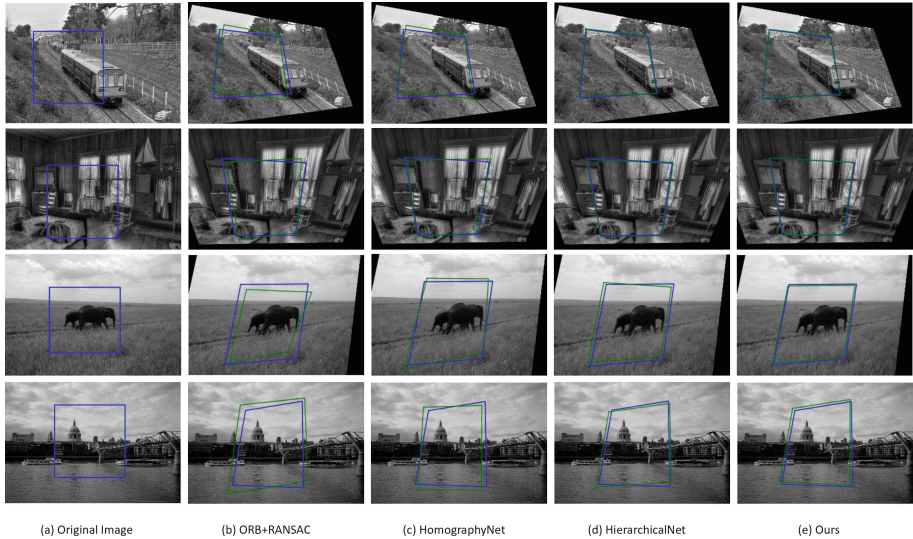 (a) Original Image
(b) ORB+RANSAC
(c) HomographyNet
(d) HierarchicalNet
(e) Ours